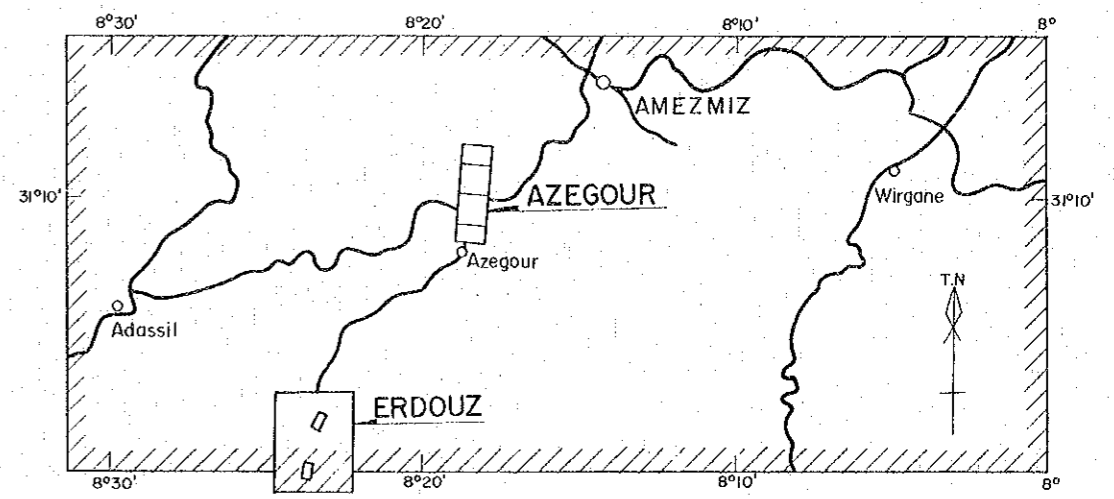 8°30' 8°20' 8°10' 8°
AMEZMIZ
31°10' AZEGOUR Wirgane 31°10'
Azegour
T.N
Adassil
ERDOUZ
8°30' 8°20' 8°10' 8°